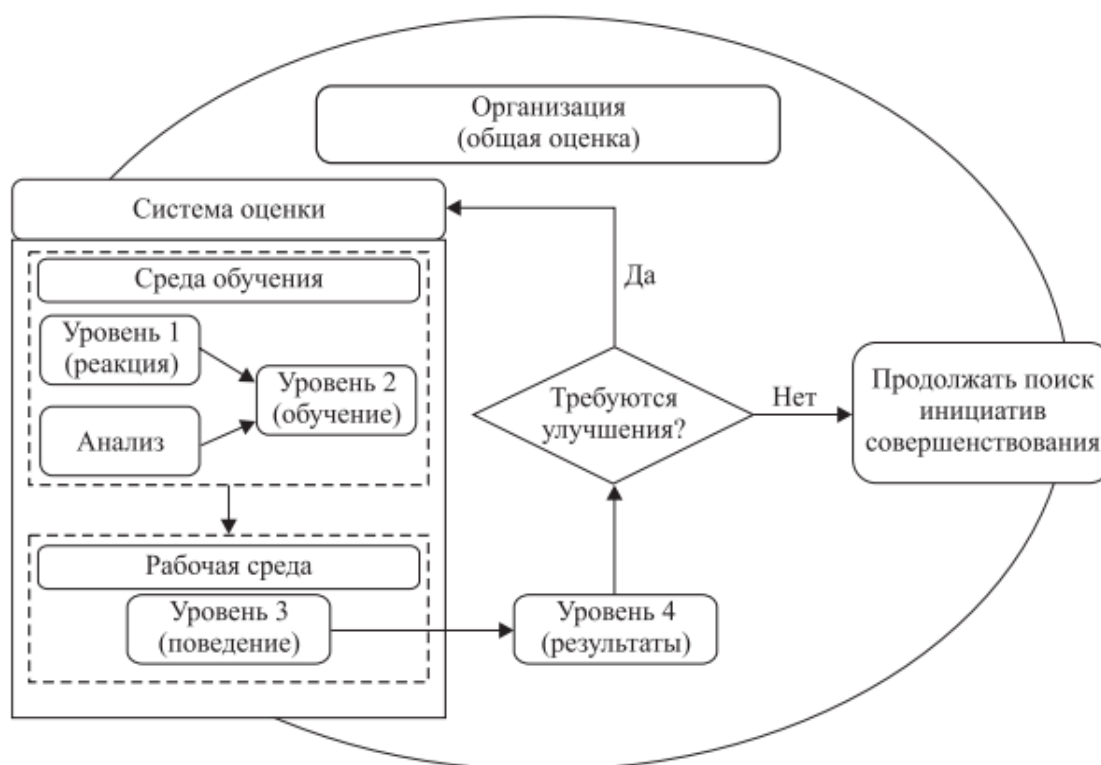 Организация
(общая оценка)
Система оценки
Среда обучения
Уровень 1
(реакция)
Уровень 2
(обучение)
Анализ
Рабочая среда
Уровень 3
(поведение)
Уровень 4
(результаты)
Требуются
улучшения?
Да
Нет
Продолжать поиск
инициатив
совершенствования